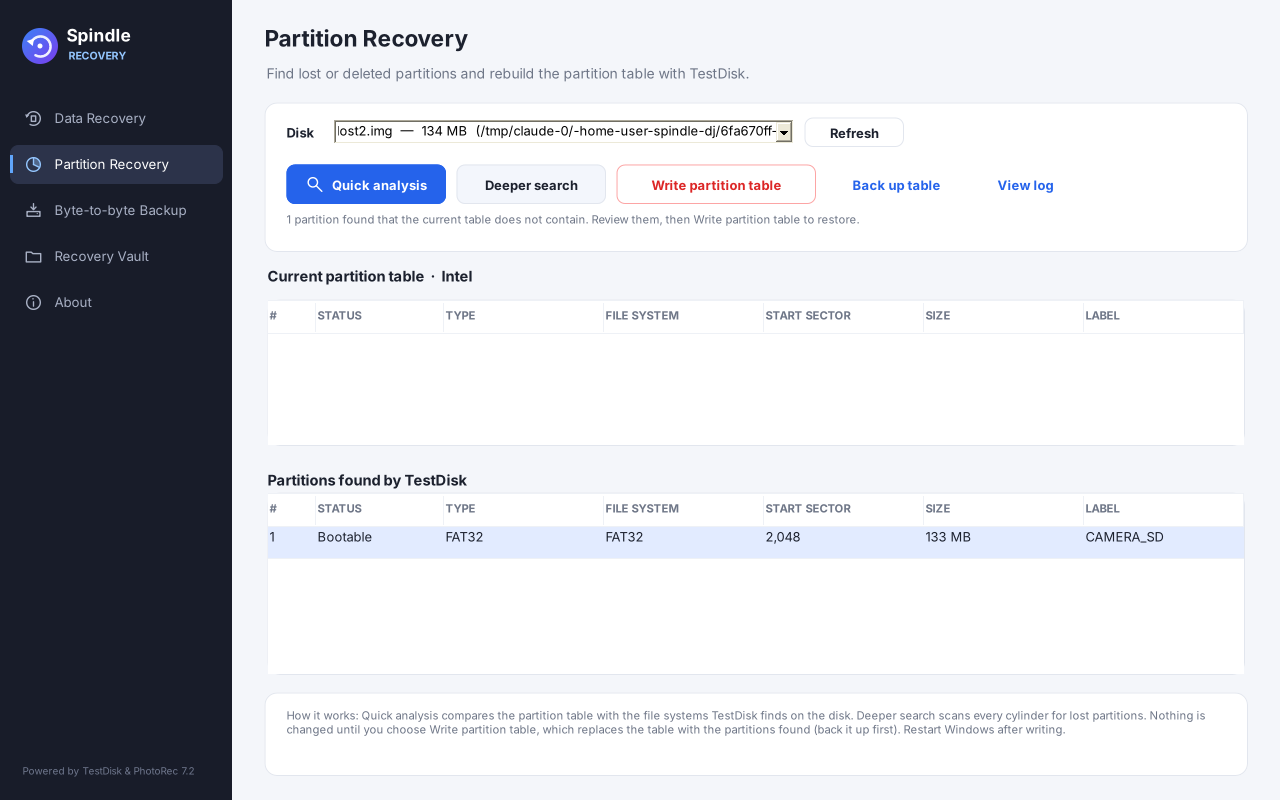 Spindle
RECOVERY
Data Recovery
Partition Recovery
Byte-to-byte Backup
Recovery Vault
About
Powered by TestDisk & PhotoRec 7.2
Partition Recovery
Find lost or deleted partitions and rebuild the partition table with TestDisk.
Disk lost2.img — 134 MB (/tmp/claude-0/-home-user-spindle-dj/6fa670ff- Refresh
Quick analysis Deeper search Write partition table Back up table View log
1 partition found that the current table does not contain. Review them, then Write partition table to restore.
Current partition table · Intel
# STATUS TYPE FILE SYSTEM START SECTOR SIZE LABEL
Partitions found by TestDisk
# STATUS TYPE FILE SYSTEM START SECTOR SIZE LABEL
1 Bootable FAT32 FAT32 2,048 133 MB CAMERA_SD
How it works: Quick analysis compares the partition table with the file systems TestDisk finds on the disk. Deeper search scans every cylinder for lost partitions. Nothing is
changed until you choose Write partition table, which replaces the table with the partitions found (back it up first). Restart Windows after writing.